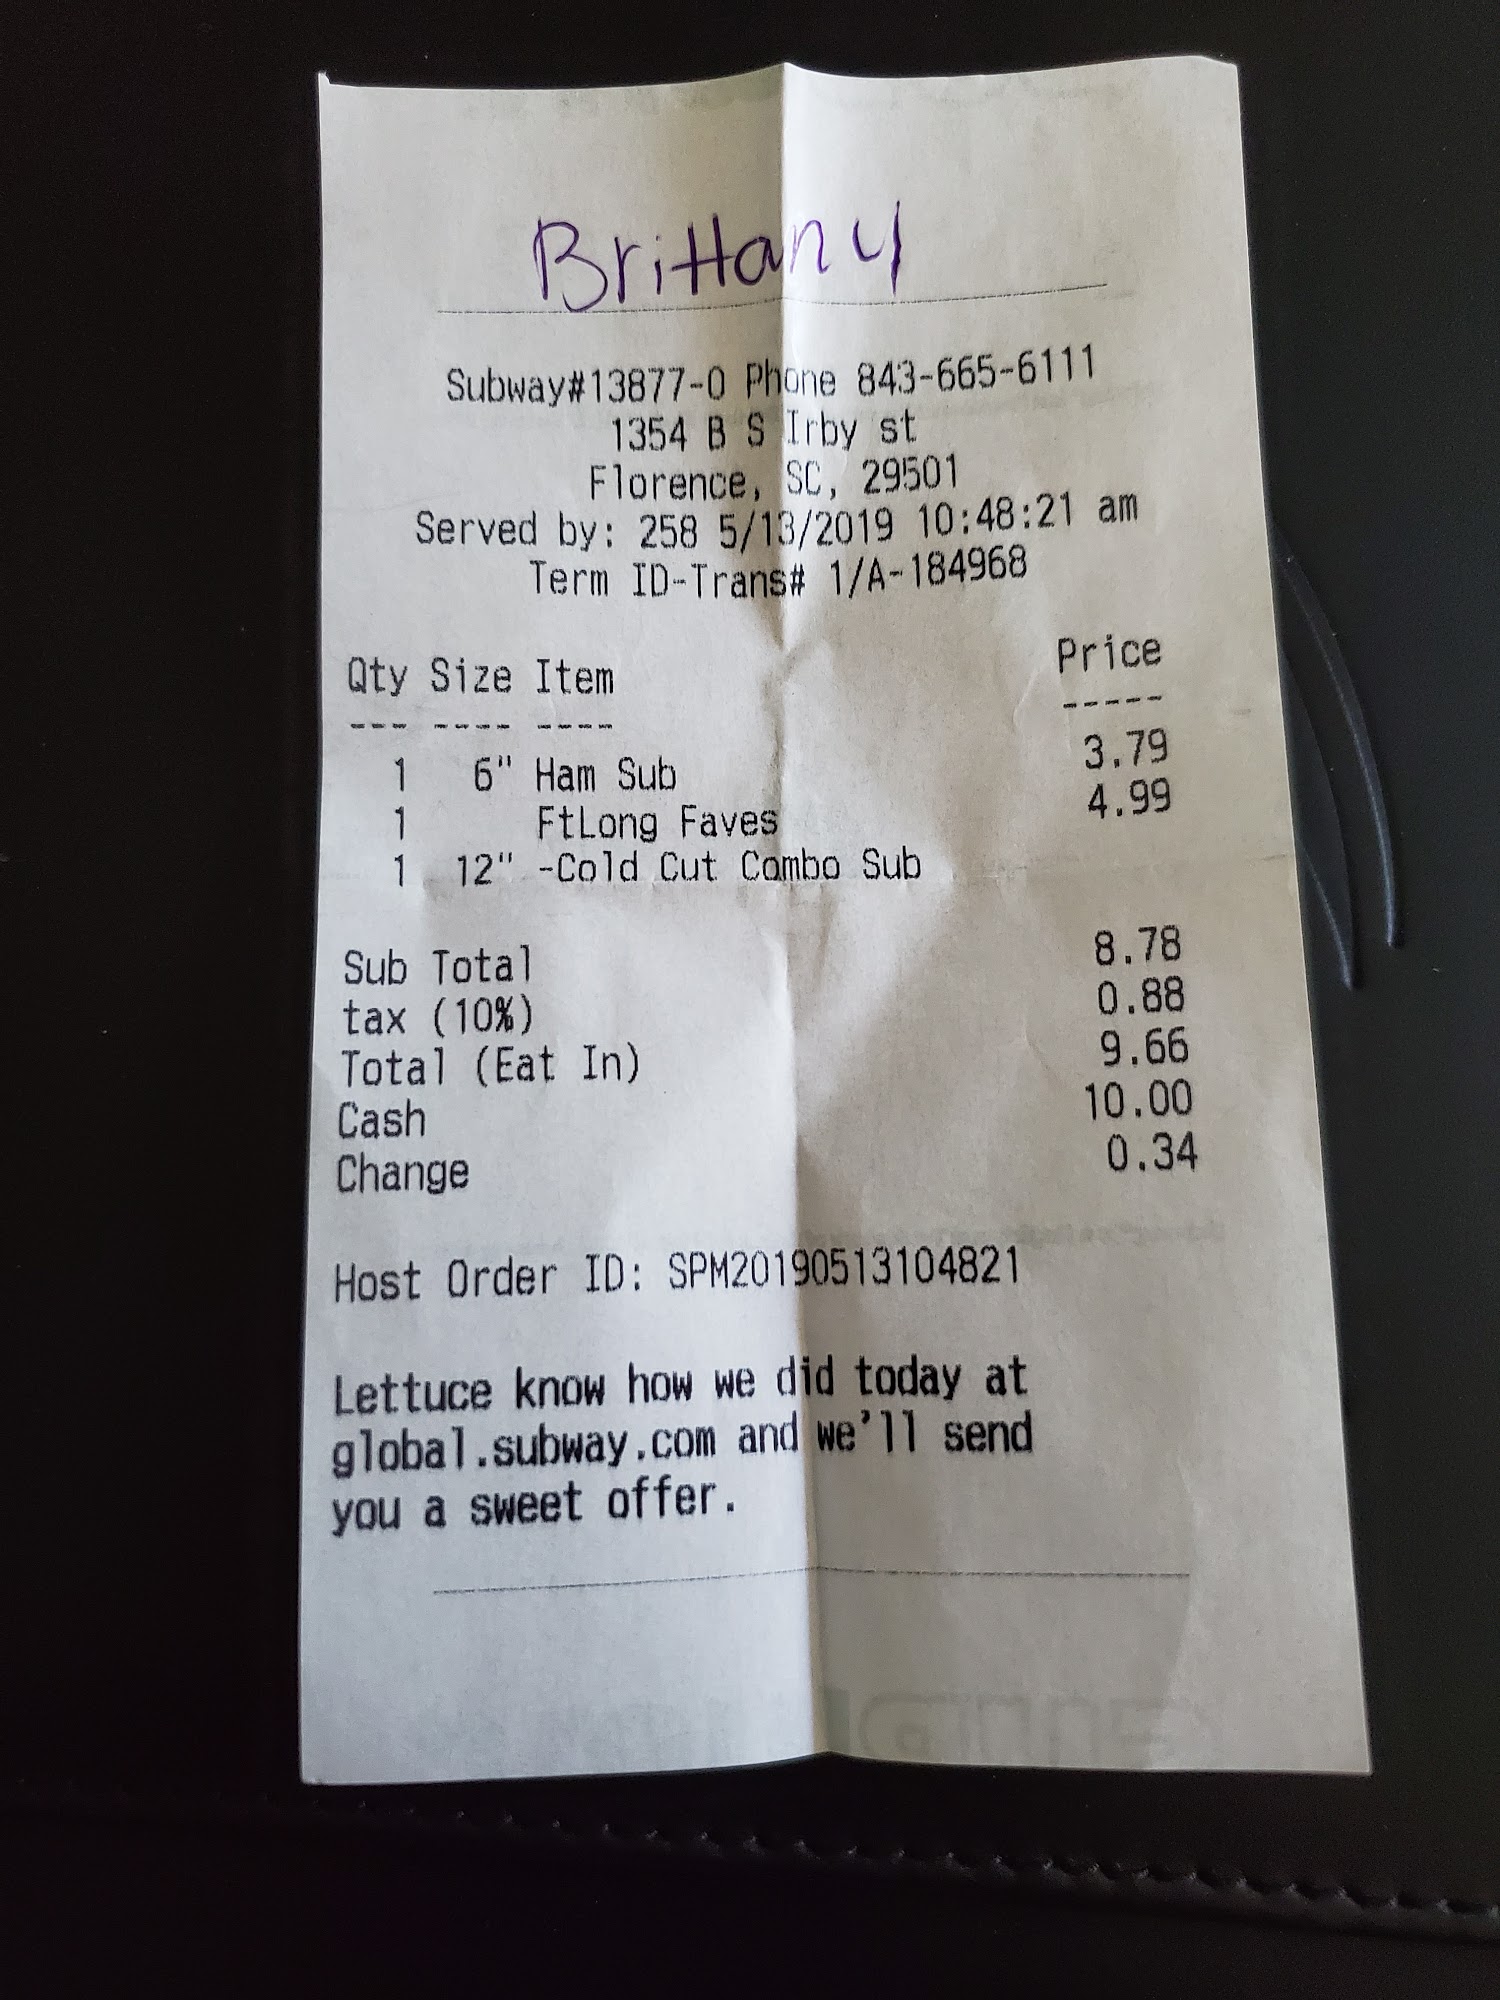 Brittany
Subway#13877-0 Phone 843-665-6111
1354 B S Irby st
Florence, SC, 29501
Served by: 258 5/13/2019 10:48:21 am
Term ID-Trans# 1/A-184968
Qty Size Item Price
--- ---- ---- -----
1 6" Ham Sub 3.79
1 FtLong Faves 4.99
1 12" -Cold Cut Combo Sub
Sub Total 8.78
tax (10%) 0.88
Total (Eat In) 9.66
Cash 10.00
Change 0.34
Host Order ID: SPM20190513104821
Lettuce know how we did today at
global.subway.com and we'll send
you a sweet offer.